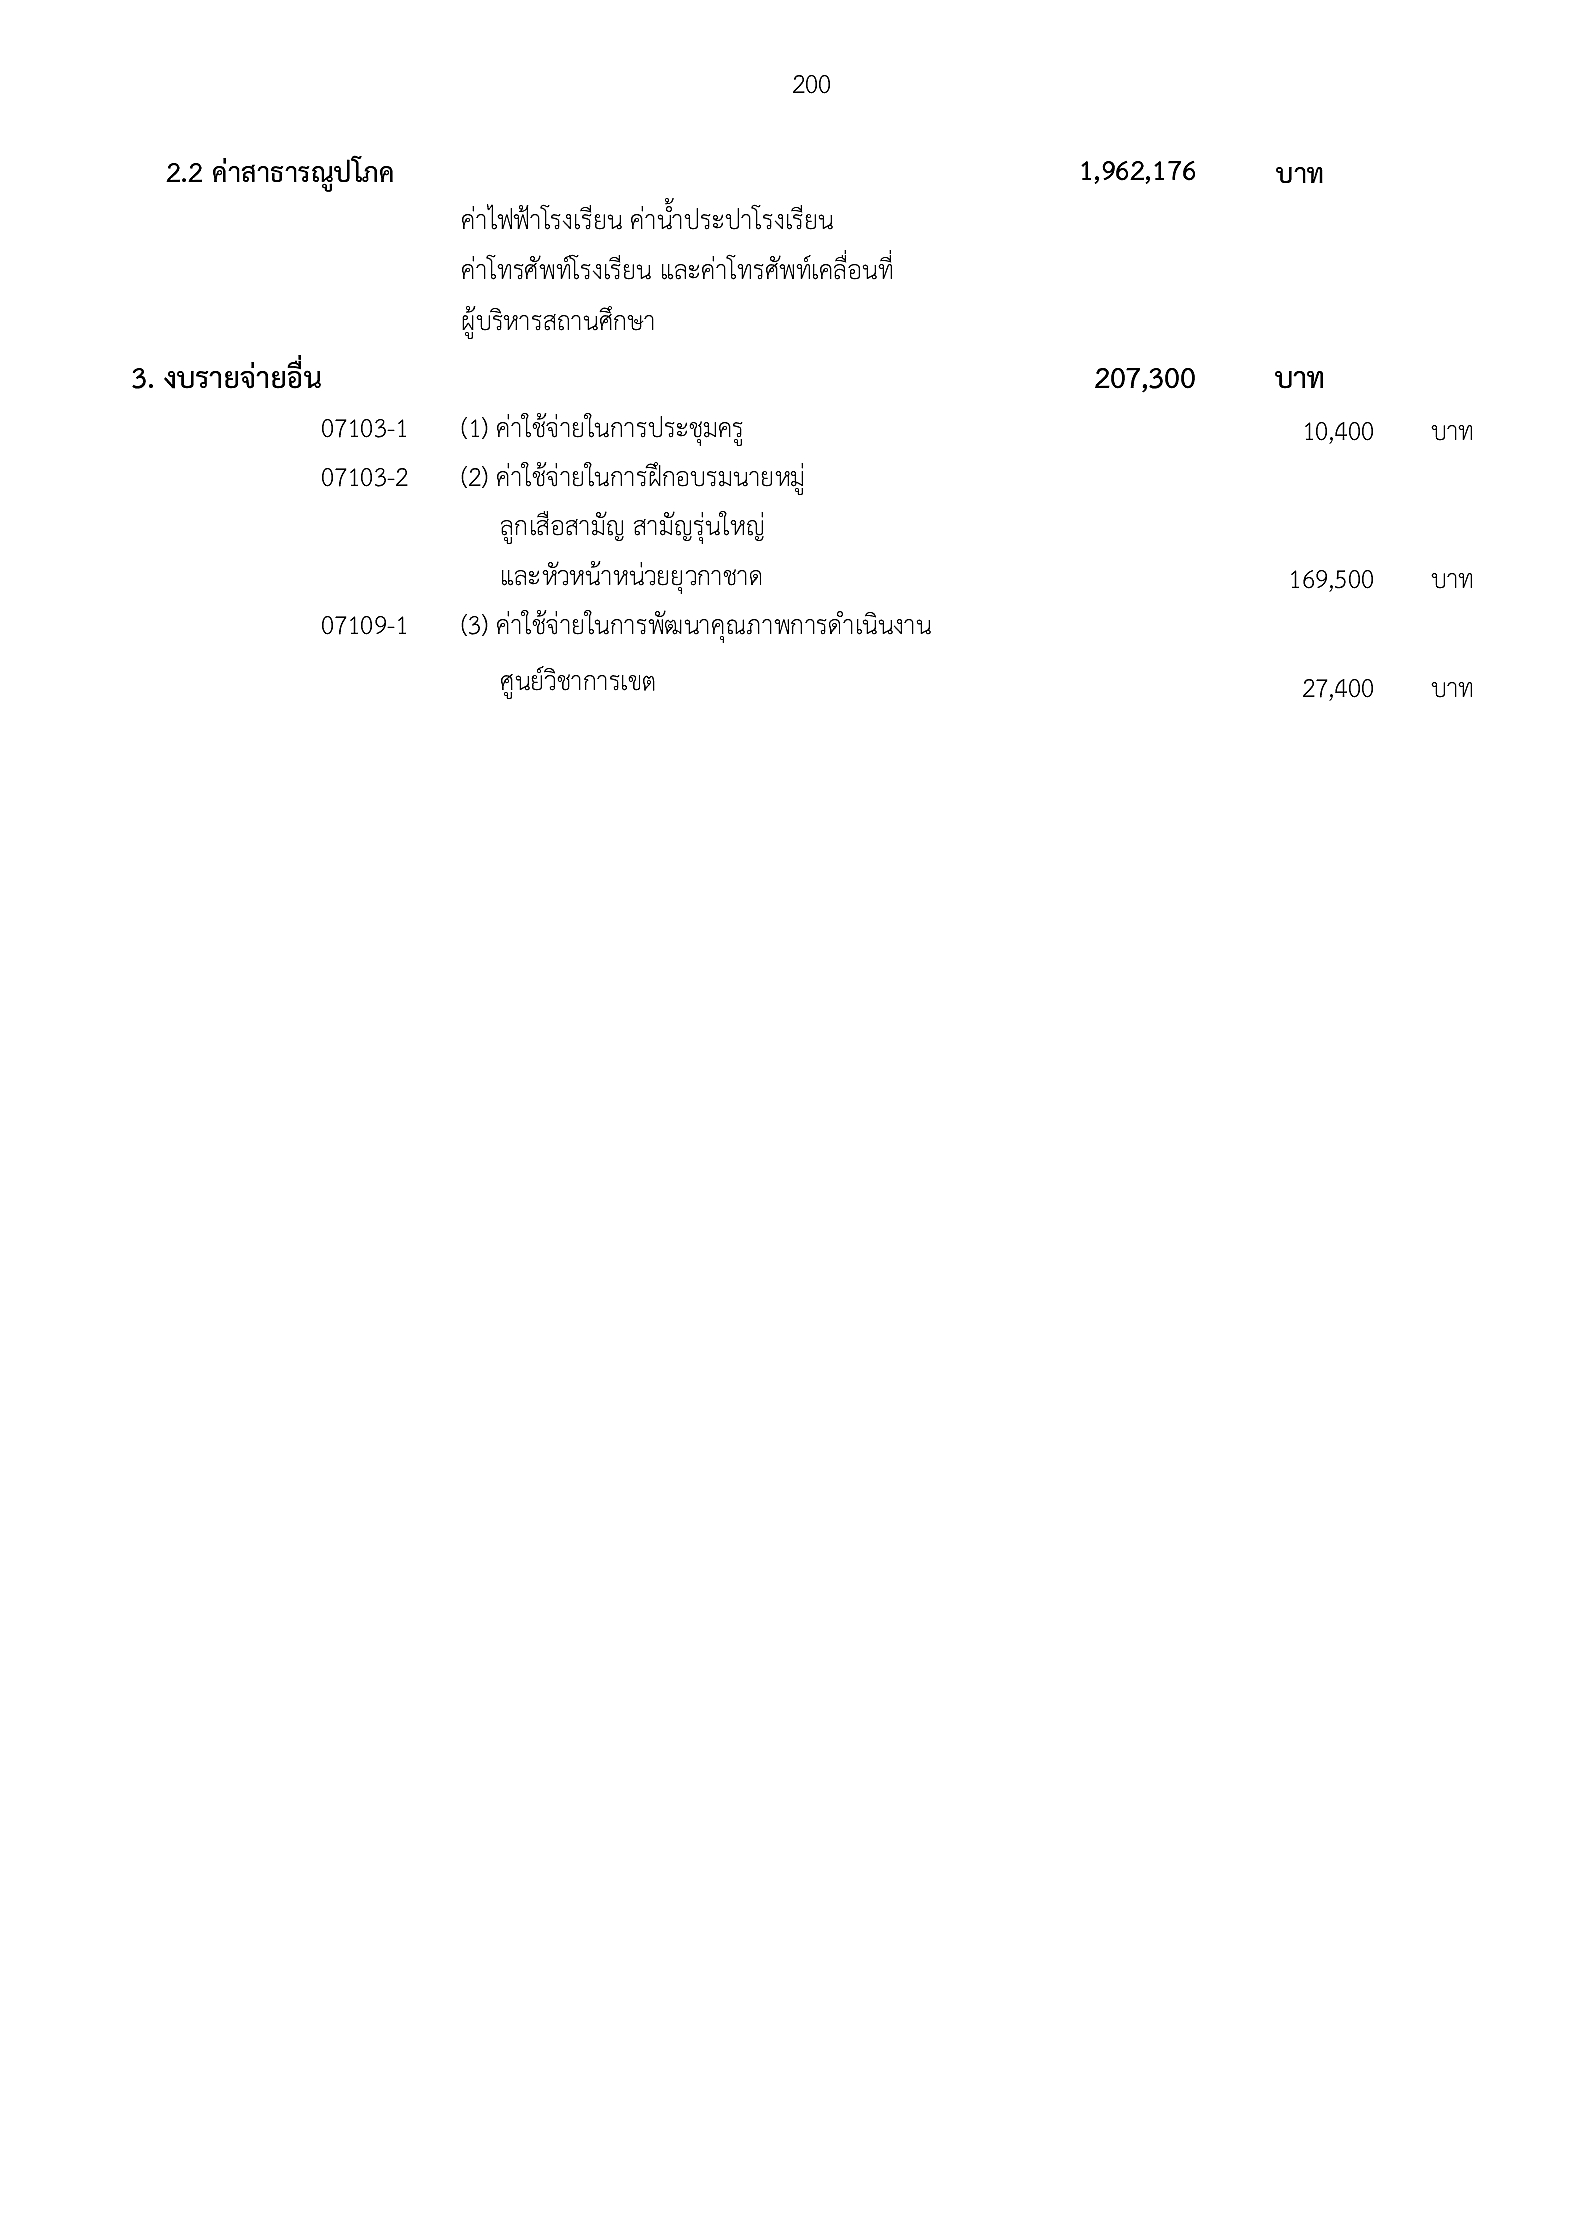 200
2.2 ค่าสาธารณูปโภค 1,962,176 บาท
ค่าไฟฟ้าโรงเรียน ค่าน้ำประปาโรงเรียน
ค่าโทรศัพท์โรงเรียน และค่าโทรศัพท์เคลื่อนที่
ผู้บริหารสถานศึกษา
3. งบรายจ่ายอื่น 207,300 บาท
07103-1 (1) ค่าใช้จ่ายในการประชุมครู 10,400 บาท
07103-2 (2) ค่าใช้จ่ายในการฝึกอบรมนายหมู่
ลูกเสือสามัญ สามัญรุ่นใหญ่
และหัวหน้าหน่วยยุวกาชาด 169,500 บาท
07109-1 (3) ค่าใช้จ่ายในการพัฒนาคุณภาพการดำเนินงาน
ศูนย์วิชาการเขต 27,400 บาท